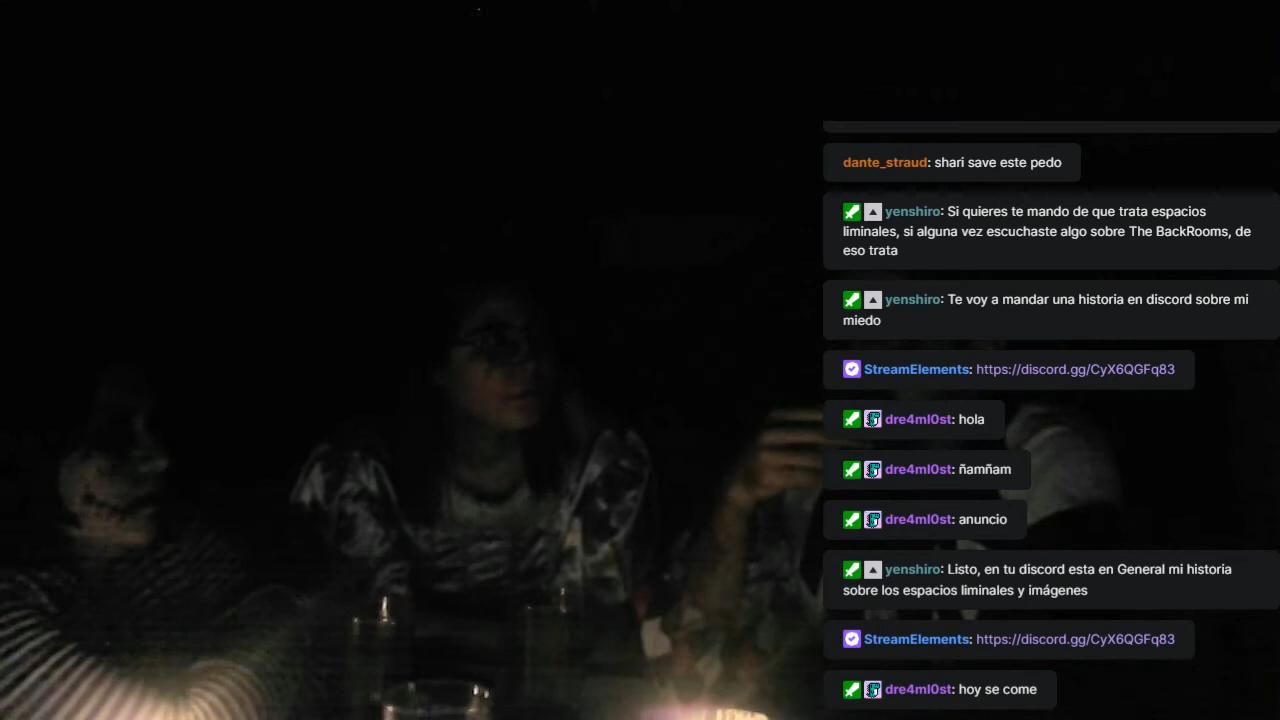 dante_straud: shari save este pedo
yenshiro: Si quieres te mando de que trata espacios
liminales, si alguna vez escuchaste algo sobre The BackRooms, de
eso trata
yenshiro: Te voy a mandar una historia en discord sobre mi
miedo
StreamElements: https://discord.gg/CyX6QGFq83
dre4ml0st: hola
dre4ml0st: ñamñam
dre4ml0st: anuncio
yenshiro: Listo, en tu discord esta en General mi historia
sobre los espacios liminales y imágenes
StreamElements: https://discord.gg/CyX6QGFq83
dre4ml0st: hoy se come